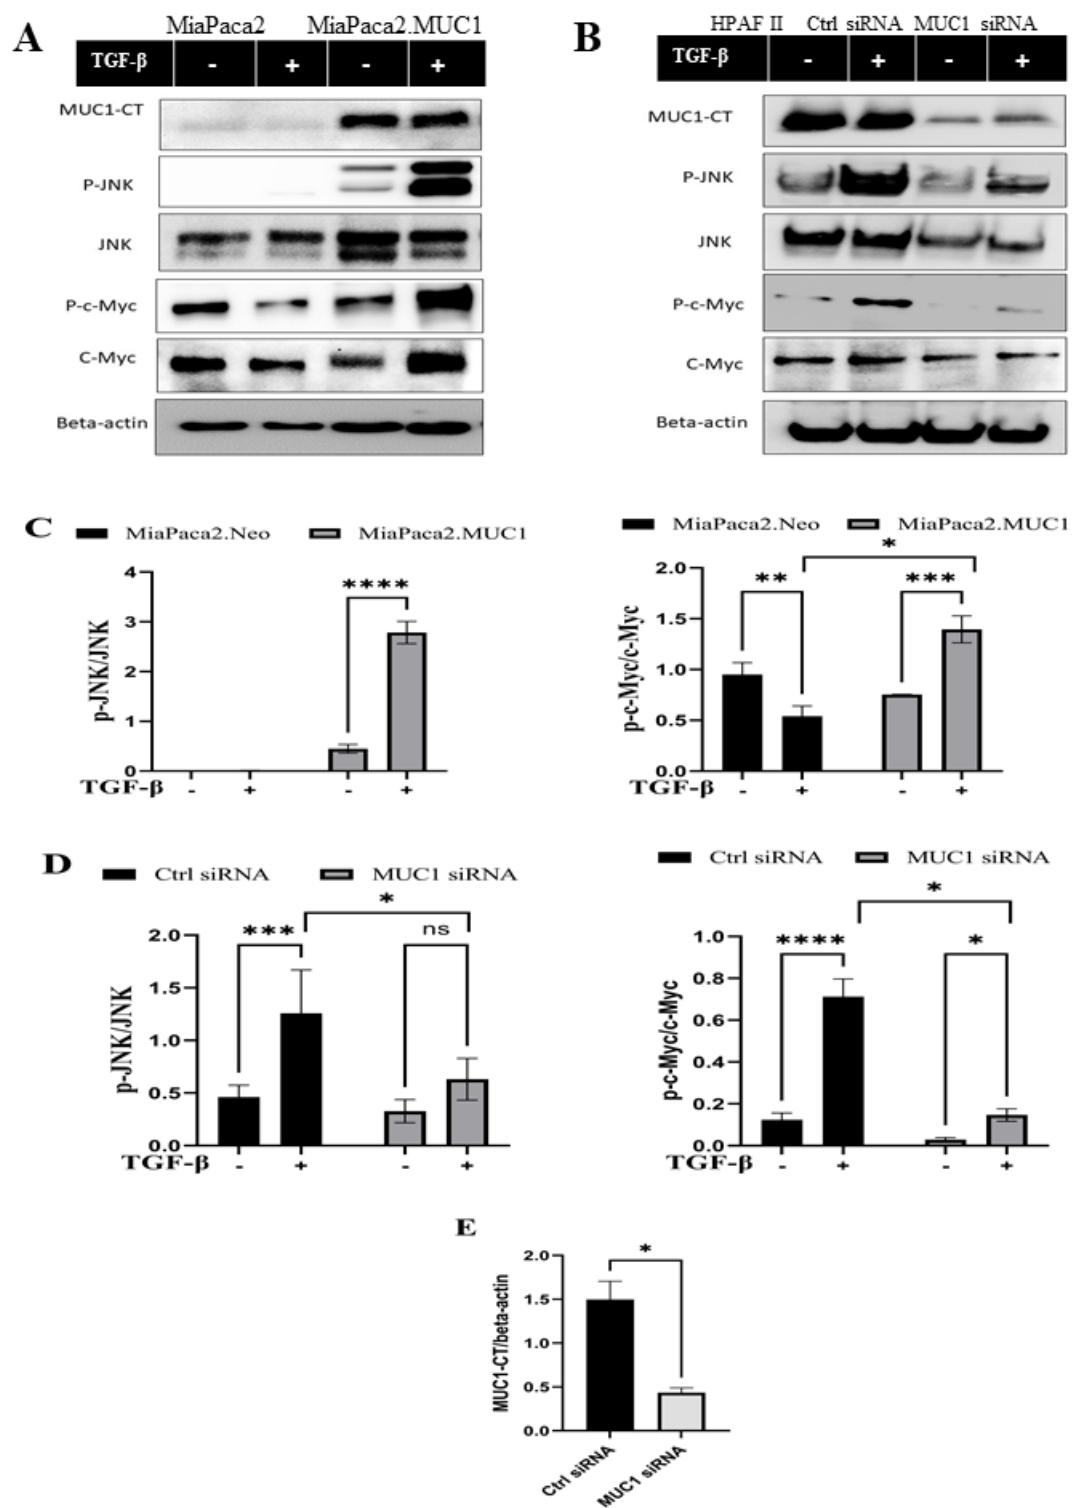 A
MiaPaca2 MiaPaca2.MUC1
TGF-β - + - +
MUC1-CT
P-JNK
JNK
P-c-Myc
C-Myc
Beta-actin
B
HPAF II Ctrl siRNA MUC1 siRNA
TGF-β - + - +
MUC1-CT
P-JNK
JNK
P-c-Myc
C-Myc
Beta-actin
C
MiaPaca2.Neo MiaPaca2.MUC1
****
p-JNK/JNK
4
3
2
1
0
TGF-β - + - +
MiaPaca2.Neo MiaPaca2.MUC1
*
** ***
p-c-Myc/c-Myc
2.0
1.5
1.0
0.5
0.0
TGF-β - + - +
D
Ctrl siRNA MUC1 siRNA
*
*** ns
p-JNK/JNK
2.0
1.5
1.0
0.5
0.0
TGF-β - + - +
Ctrl siRNA MUC1 siRNA
*
**** *
p-c-Myc/c-Myc
1.0
0.8
0.6
0.4
0.2
0.0
TGF-β - + - +
E
*
MUC1-CT/beta-actin
2.0
1.5
1.0
0.5
0.0
Ctrl siRNA
MUC1 siRNA